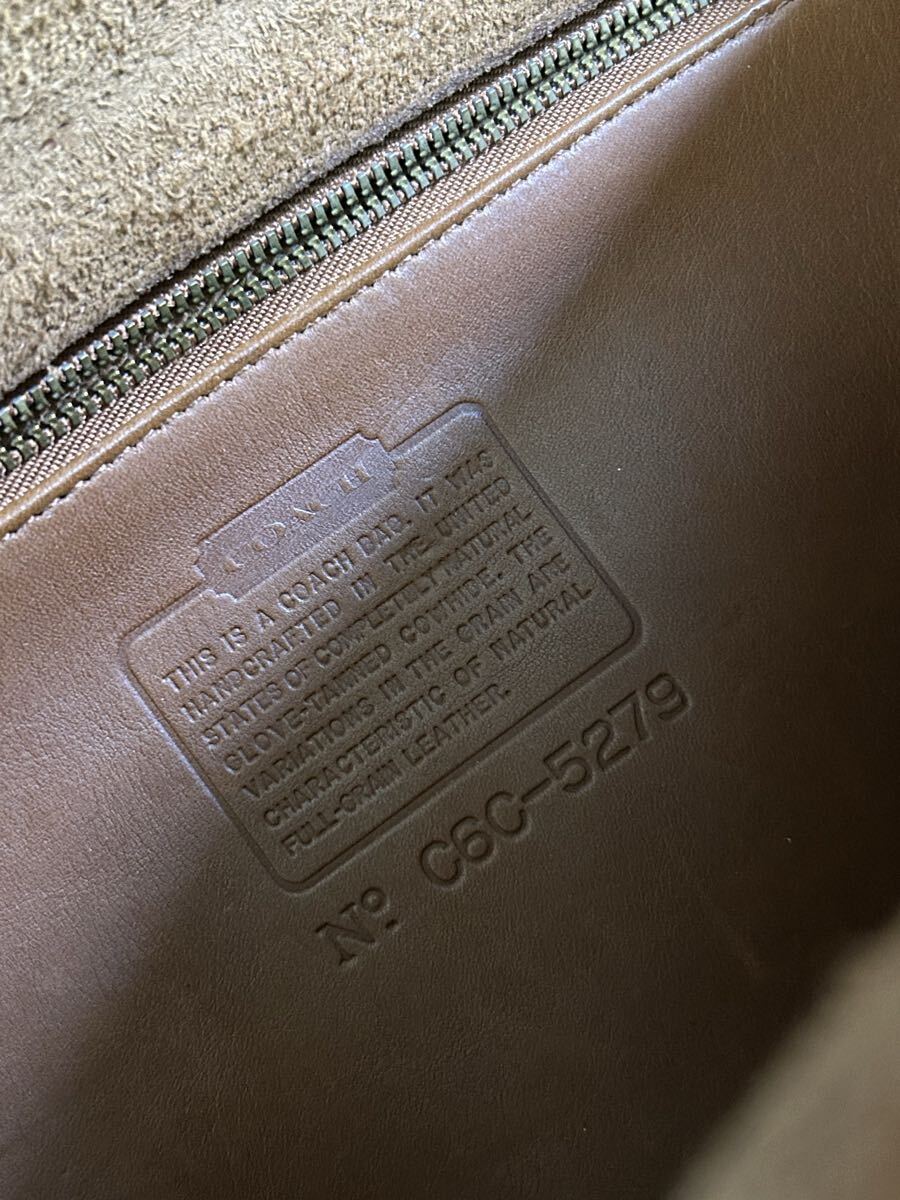 COACH
THIS IS A COACH BAG. IT WAS
HANDCRAFTED IN THE UNITED
STATES OF COMPLETELY NATURAL
GLOVE-TANNED COWHIDE. THE
VARIATIONS IN THE GRAIN ARE
CHARACTERISTIC OF NATURAL
FULL-GRAIN LEATHER.
Nº C6C-5279